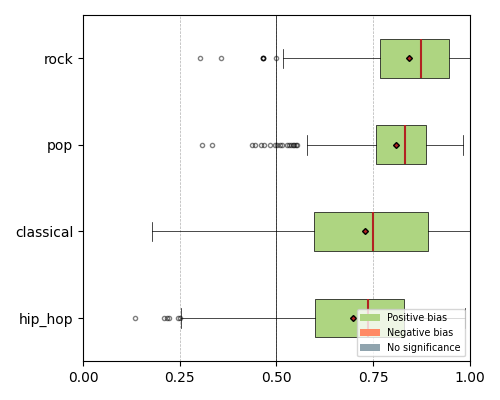 rock
pop
classical
hip_hop
Positive bias
Negative bias
No significance
0.00 0.25 0.50 0.75 1.00